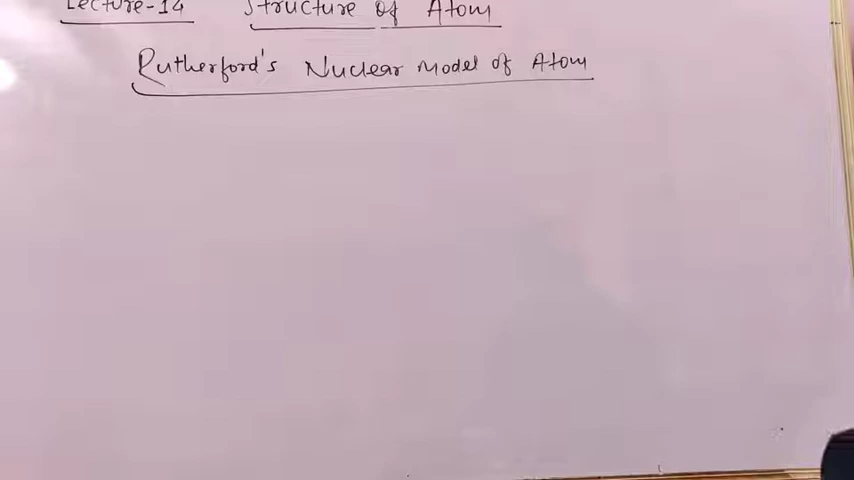 Lecture-14 Structure of Atom
Rutherford's Nuclear Model of Atom